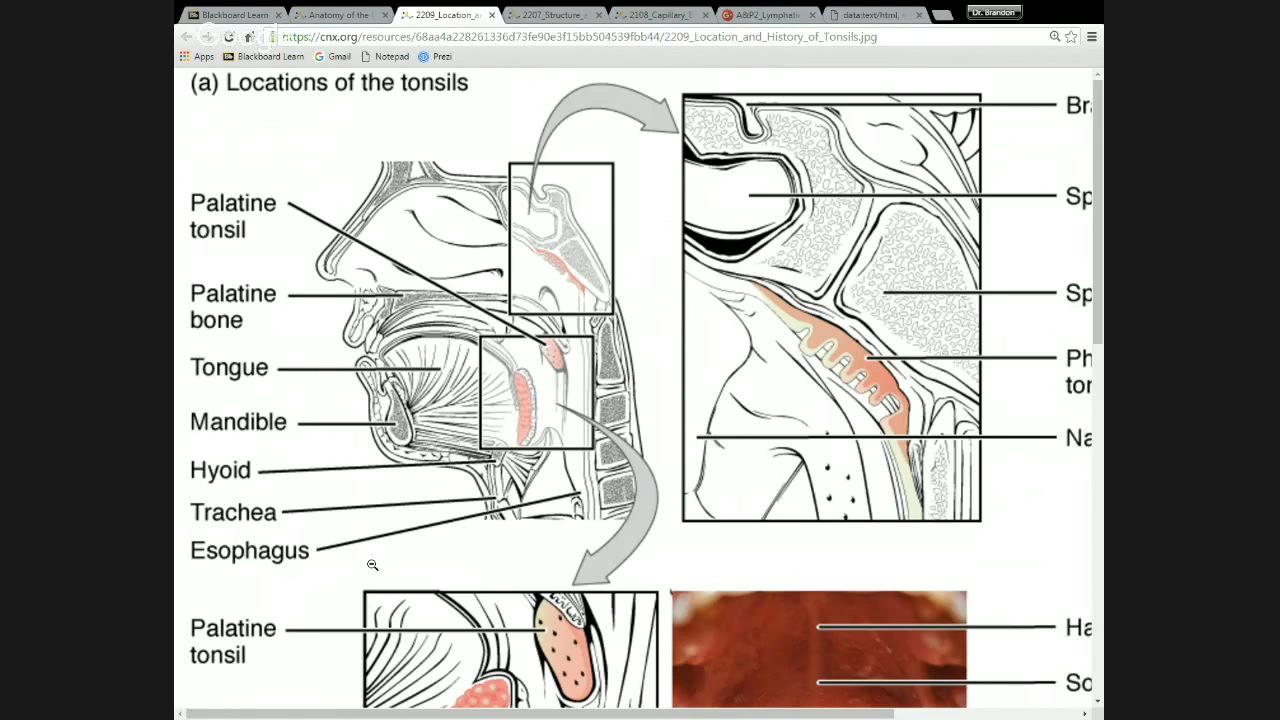 Blackboard Learn
Anatomy of the
2209_Location_a
2207_Structure_
2108_Capillary_
A&P2_Lymphati
data:text/html,
Dr. Brandon
https://cnx.org/resources/68aa4a228261336d73fe90e3f15bb504539fbb44/2209_Location_and_History_of_Tonsils.jpg
Apps
Blackboard Learn
Gmail
Notepad
Prezi
(a) Locations of the tonsils
Palatine
tonsil
Palatine
bone
Tongue
Mandible
Hyoid
Trachea
Esophagus
Br
Sp
Sp
Ph
to
Na
Palatine
tonsil
Ha
So